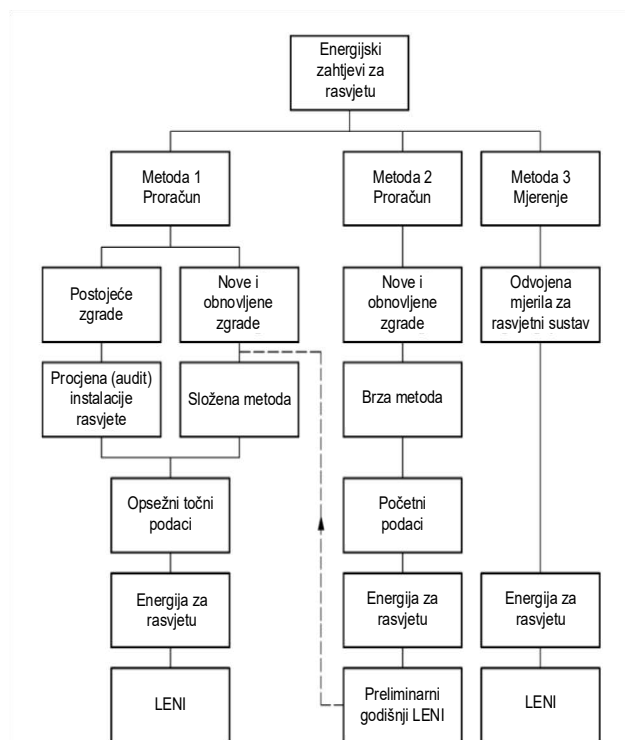 Energijski
zahtjevi za
rasvjetu
Metoda 1
Proračun
Metoda 2
Proračun
Metoda 3
Mjerenje
Postojeće
zgrade
Nove i
obnovljene
zgrade
Nove i
obnovljene
zgrade
Odvojena
mjerila za
rasvjetni sustav
Procjena (audit)
instalacije
rasvjete
Složena metoda
Brza metoda
Opsežni točni
podaci
Početni
podaci
Energija za
rasvjetu
Energija za
rasvjetu
Energija za
rasvjetu
LENI
Preliminarni
godišnji LENI
LENI